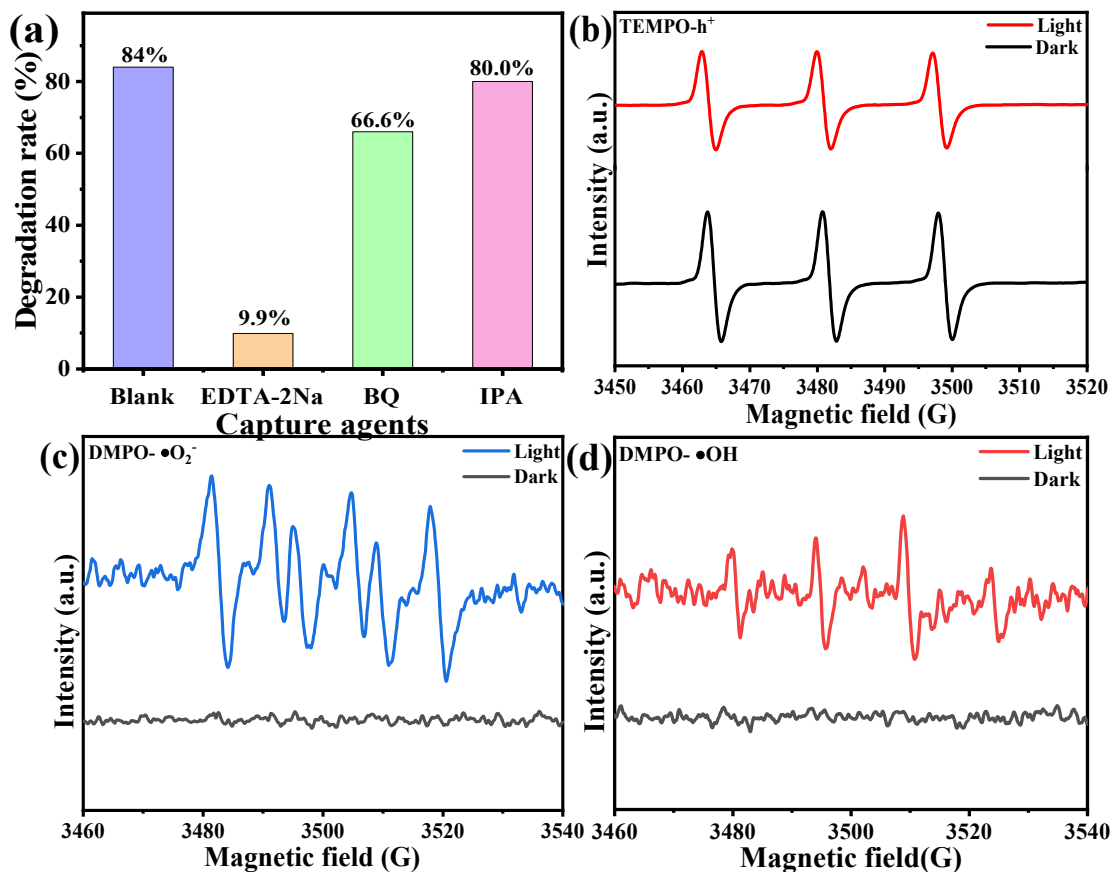 (a)
84%
9.9%
66.6%
80.0%
Degradation rate (%)
80
60
40
20
0
Blank EDTA-2Na BQ IPA
Capture agents
(b)
TEMPO-h⁺
Light
Dark
Intensity (a.u.)
3450 3460 3470 3480 3490 3500 3510 3520
Magnetic field (G)
(c)
DMPO- •O₂⁻
Light
Dark
Intensity (a.u.)
3460 3480 3500 3520 3540
Magnetic field (G)
(d)
DMPO- •OH
Light
Dark
Intensity (a.u.)
3460 3480 3500 3520 3540
Magnetic field(G)